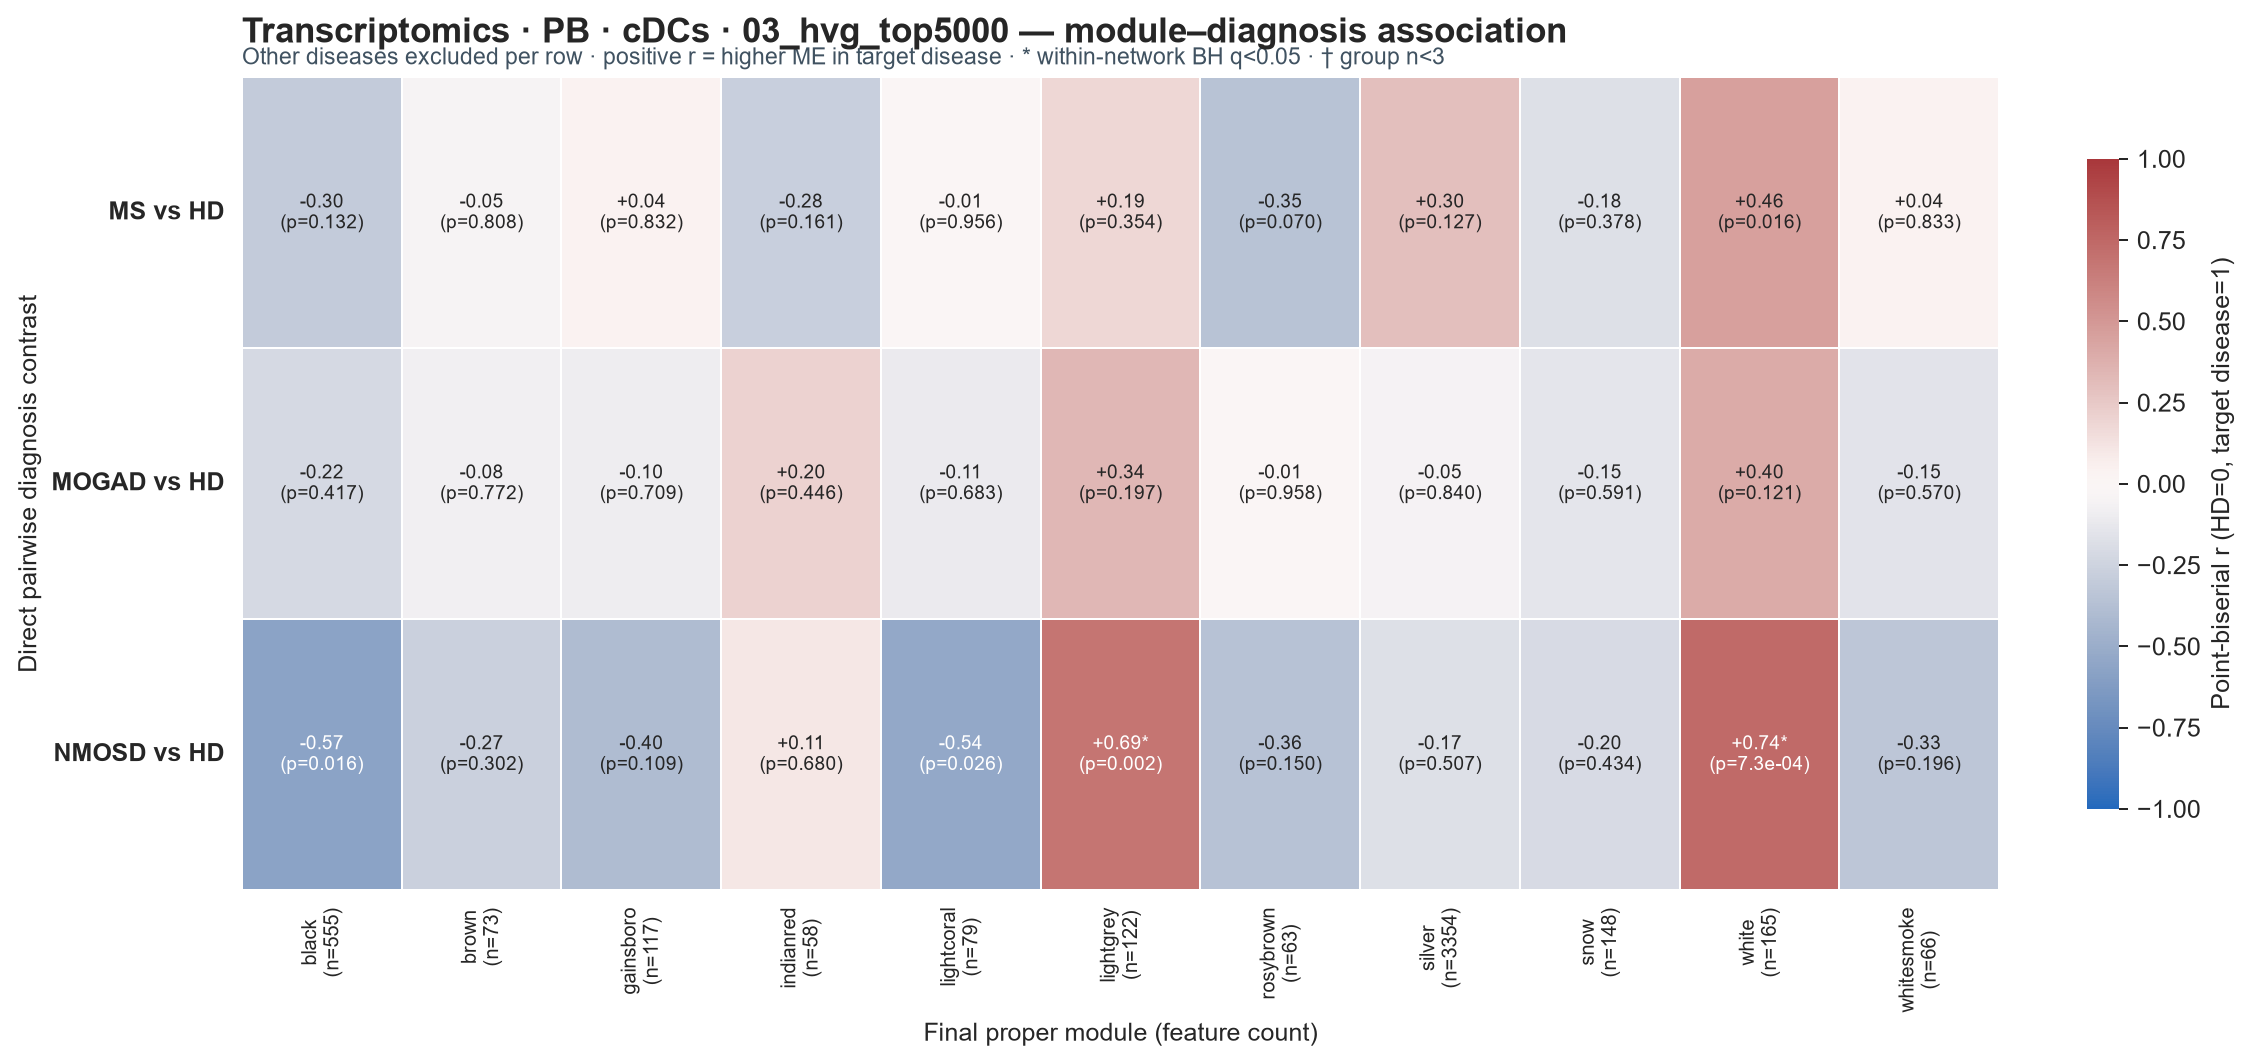 Transcriptomics · PB · cDCs · 03_hvg_top5000 — module–diagnosis association
Other diseases excluded per row · positive r = higher ME in target disease · * within-network BH q<0.05 · † group n<3
Direct pairwise diagnosis contrast
MS vs HD
-0.30
(p=0.132)
-0.05
(p=0.808)
+0.04
(p=0.832)
-0.28
(p=0.161)
-0.01
(p=0.956)
+0.19
(p=0.354)
-0.35
(p=0.070)
+0.30
(p=0.127)
-0.18
(p=0.378)
+0.46
(p=0.016)
+0.04
(p=0.833)
MOGAD vs HD
-0.22
(p=0.417)
-0.08
(p=0.772)
-0.10
(p=0.709)
+0.20
(p=0.446)
-0.11
(p=0.683)
+0.34
(p=0.197)
-0.01
(p=0.958)
-0.05
(p=0.840)
-0.15
(p=0.591)
+0.40
(p=0.121)
-0.15
(p=0.570)
NMOSD vs HD
-0.57
(p=0.016)
-0.27
(p=0.302)
-0.40
(p=0.109)
+0.11
(p=0.680)
-0.54
(p=0.026)
+0.69*
(p=0.002)
-0.36
(p=0.150)
-0.17
(p=0.507)
-0.20
(p=0.434)
+0.74*
(p=7.3e-04)
-0.33
(p=0.196)
black
(n=555)
brown
(n=73)
gainsboro
(n=117)
indianred
(n=58)
lightcoral
(n=79)
lightgrey
(n=122)
rosybrown
(n=63)
silver
(n=3354)
snow
(n=148)
white
(n=165)
whitesmoke
(n=66)
Final proper module (feature count)
1.00
0.75
0.50
0.25
0.00
−0.25
−0.50
−0.75
−1.00
Point-biserial r (HD=0, target disease=1)